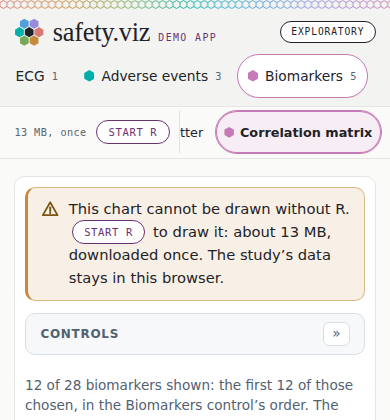 safety.viz DEMO APP EXPLORATORY
ECG 1 Adverse events 3 Biomarkers 5
13 MB, once START R tter Correlation matrix
This chart cannot be drawn without R.
START R to draw it: about 13 MB,
downloaded once. The study's data
stays in this browser.
CONTROLS »
12 of 28 biomarkers shown: the first 12 of those
chosen, in the Biomarkers control's order. The